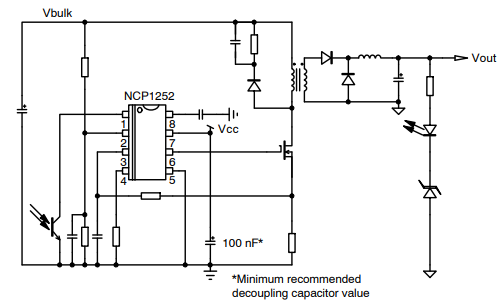 Vbulk
Vout
NCP1252
1
2
3
4
8
7
6
5
Vcc
100 nF*
*Minimum recommended
decoupling capacitor value